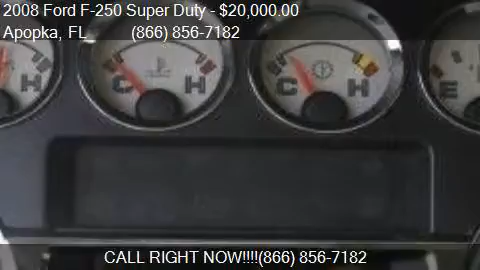 2008 Ford F-250 Super Duty - $20,000.00
Apopka, FL (866) 856-7182
H C H C H E
CALL RIGHT NOW!!!!(866) 856-7182